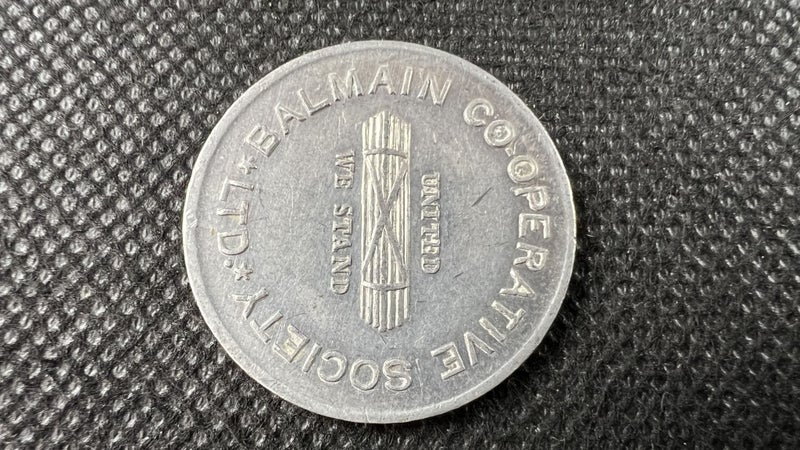 BALMAIN CO-OPERATIVE SOCIETY * LTD. *
UNITED
WE STAND